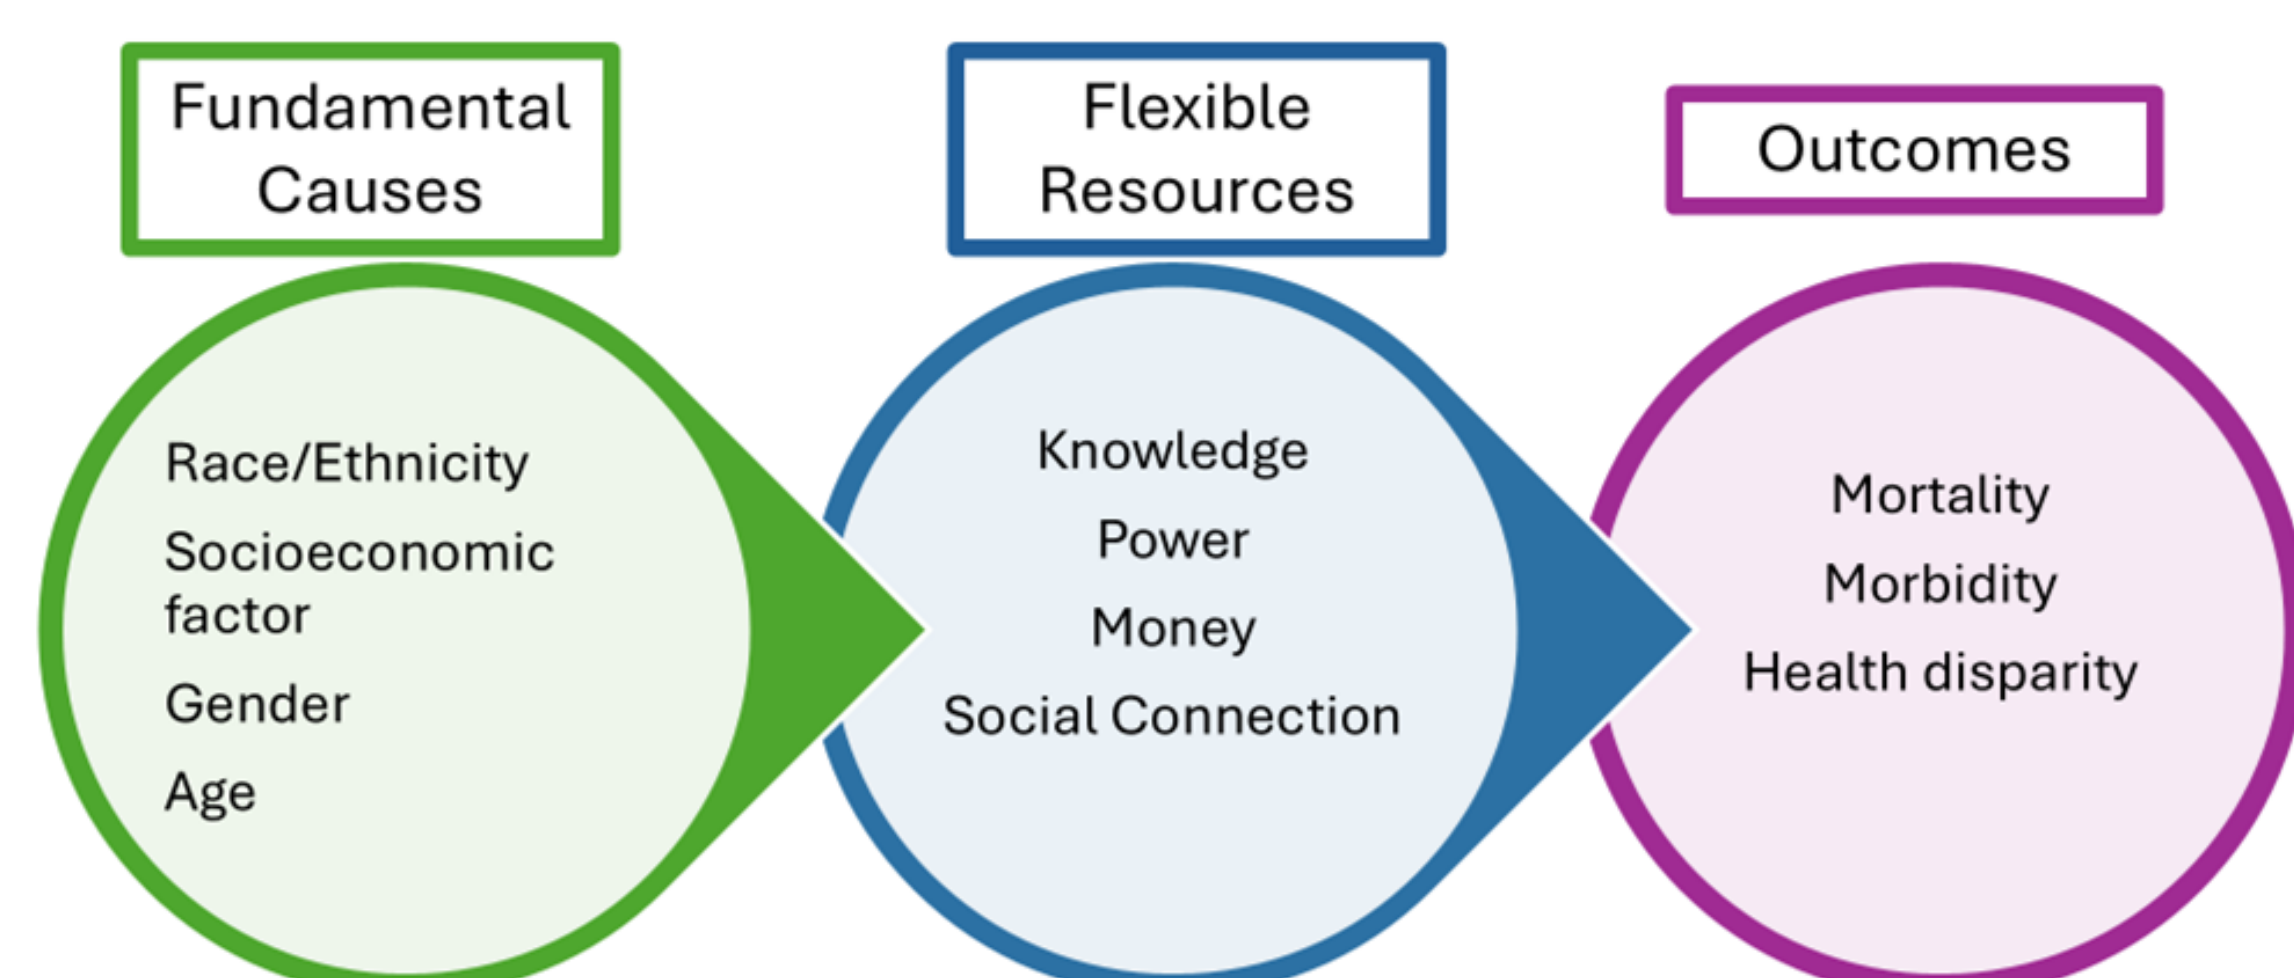 Fundamental
Causes
Race/Ethnicity
Socioeconomic
factor
Gender
Age
Flexible
Resources
Knowledge
Power
Money
Social Connection
Outcomes
Mortality
Morbidity
Health disparity